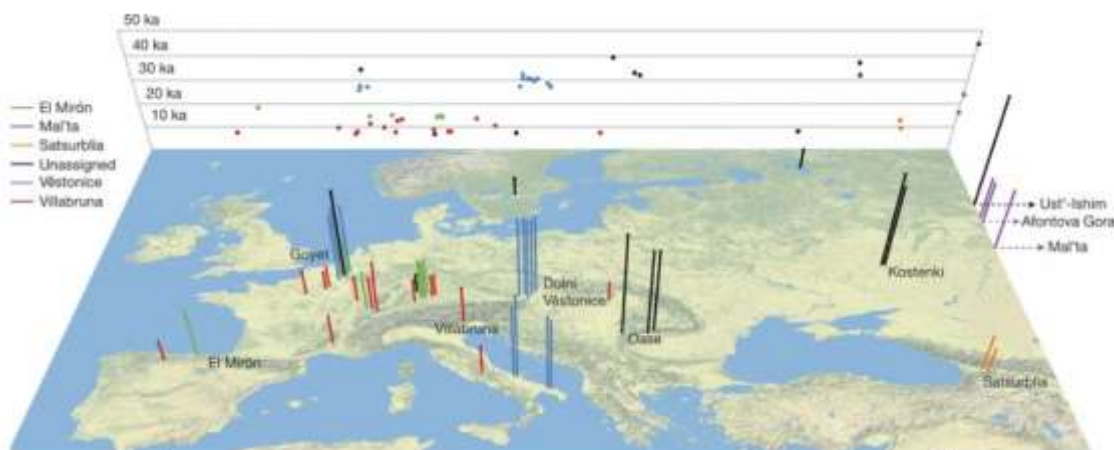 50 ka
40 ka
30 ka
20 ka
10 ka
El Mirón
Mal'ta
Satsurblia
Unassigned
Věstonice
Villabruna
Ust'-Ishim
Afontova Gora
Mal'ta
Goyet
Kostenki
Dolni
Věstonice
Villabruna
Oase
El Mirón
Satsurblia